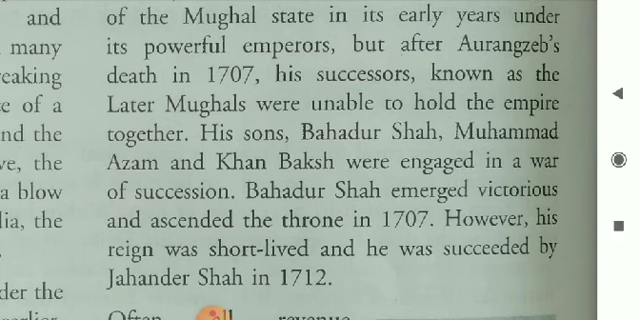 and
many
eaking
e of a
nd the
ve, the
a blow
lia, the
der the
of the Mughal state in its early years under
its powerful emperors, but after Aurangzeb's
death in 1707, his successors, known as the
Later Mughals were unable to hold the empire
together. His sons, Bahadur Shah, Muhammad
Azam and Khan Baksh were engaged in a war
of succession. Bahadur Shah emerged victorious
and ascended the throne in 1707. However, his
reign was short-lived and he was succeeded by
Jahander Shah in 1712.
Often all revenue